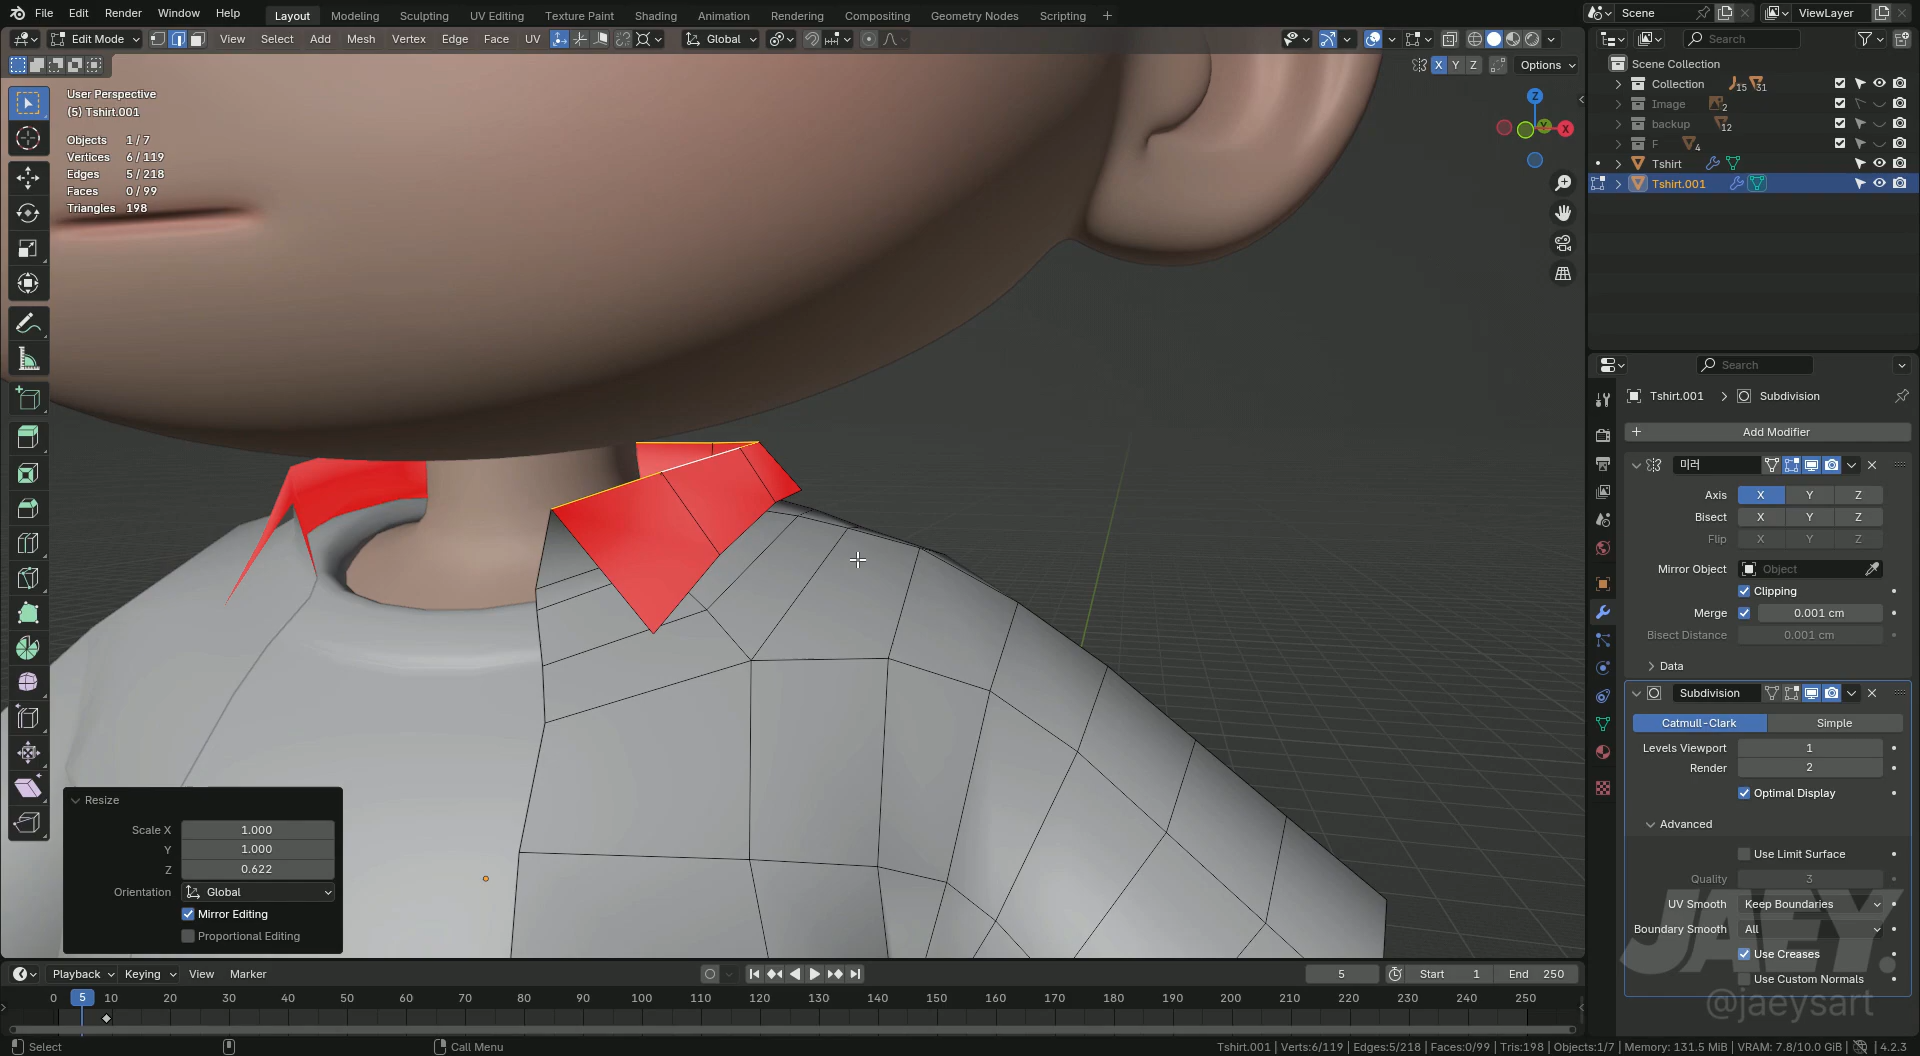 File Edit Render Window Help Layout Modeling Sculpting UV Editing Texture Paint Shading Animation Rendering Compositing Geometry Nodes Scripting + Scene ViewLayer
Edit Mode View Select Add Mesh Vertex Edge Face UV Global Search
X Y Z Options
User Perspective
(5) Tshirt.001
Objects 1 / 7
Vertices 6 / 119
Edges 5 / 218
Faces 0 / 99
Triangles 198
Z
Y
X
Scene Collection
Collection 15 31
Image 2
backup 12
F 4
Tshirt
Tshirt.001
Search
Tshirt.001 > Subdivision
+ Add Modifier
미러
Axis X Y Z
Bisect X Y Z
Flip X Y Z
Mirror Object Object
Clipping
Merge 0.001 cm
Bisect Distance 0.001 cm
Data
Subdivision
Catmull-Clark Simple
Levels Viewport 1
Render 2
Optimal Display
Advanced
Use Limit Surface
Quality 3
UV Smooth Keep Boundaries
Boundary Smooth All
Use Creases
Use Custom Normals
JAEY.
@jaeysart
Resize
Scale X 1.000
Y 1.000
Z 0.622
Orientation Global
Mirror Editing
Proportional Editing
Playback Keying View Marker 5 Start 1 End 250
0 5 10 20 30 40 50 60 70 80 90 100 110 120 130 140 150 160 170 180 190 200 210 220 230 240 250
Select Call Menu Tshirt.001 | Verts:6/119 | Edges:5/218 | Faces:0/99 | Tris:198 | Objects:1/7 | Memory: 131.5 MiB | VRAM: 7.8/10.0 GiB | 4.2.3